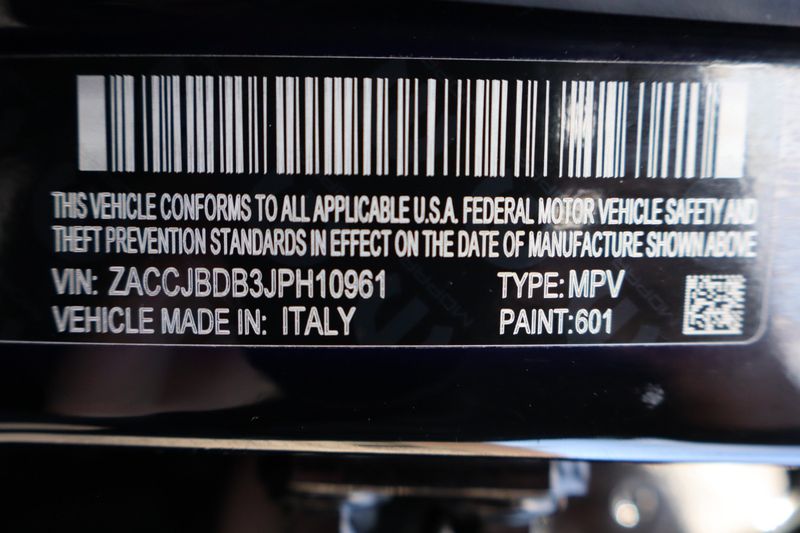 THIS VEHICLE CONFORMS TO ALL APPLICABLE U.S.A. FEDERAL MOTOR VEHICLE SAFETY AND
THEFT PREVENTION STANDARDS IN EFFECT ON THE DATE OF MANUFACTURE SHOWN ABOVE
VIN: ZACCJBDB3JPH10961 TYPE: MPV
VEHICLE MADE IN: ITALY PAINT: 601